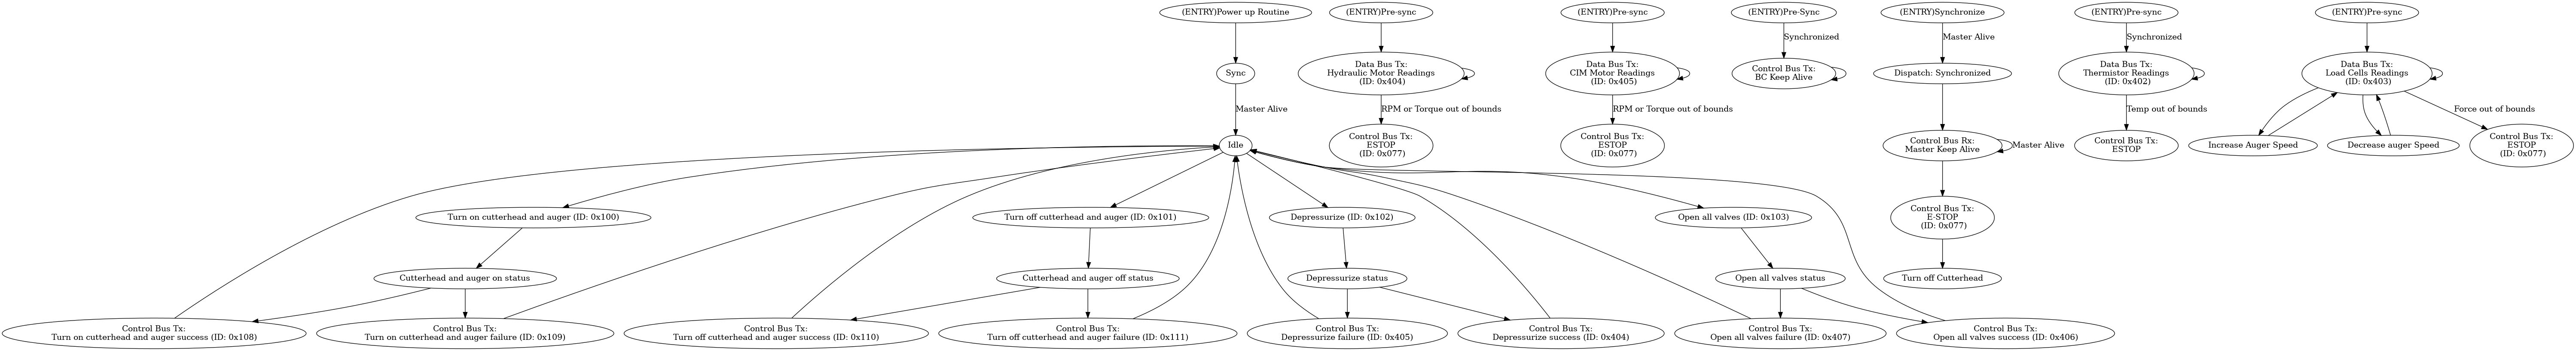 (ENTRY)Power up Routine
(ENTRY)Pre-sync
(ENTRY)Pre-sync
(ENTRY)Pre-Sync
(ENTRY)Synchronize
(ENTRY)Pre-sync
(ENTRY)Pre-sync
Synchronized
Master Alive
Synchronized
Sync
Data Bus Tx:
Hydraulic Motor Readings
(ID: 0x404)
Data Bus Tx:
CIM Motor Readings
(ID: 0x405)
Control Bus Tx:
BC Keep Alive
Dispatch: Synchronized
Data Bus Tx:
Thermistor Readings
(ID: 0x402)
Data Bus Tx:
Load Cells Readings
(ID: 0x403)
Master Alive
RPM or Torque out of bounds
RPM or Torque out of bounds
Temp out of bounds
Force out of bounds
Idle
Control Bus Tx:
ESTOP
(ID: 0x077)
Control Bus Tx:
ESTOP
(ID: 0x077)
Control Bus Rx:
Master Keep Alive
Master Alive
Control Bus Tx:
ESTOP
Increase Auger Speed
Decrease auger Speed
Control Bus Tx:
ESTOP
(ID: 0x077)
Turn on cutterhead and auger (ID: 0x100)
Turn off cutterhead and auger (ID: 0x101)
Depressurize (ID: 0x102)
Open all valves (ID: 0x103)
Control Bus Tx:
E-STOP
(ID: 0x077)
Cutterhead and auger on status
Cutterhead and auger off status
Depressurize status
Open all valves status
Turn off Cutterhead
Control Bus Tx:
Turn on cutterhead and auger success (ID: 0x108)
Control Bus Tx:
Turn on cutterhead and auger failure (ID: 0x109)
Control Bus Tx:
Turn off cutterhead and auger success (ID: 0x110)
Control Bus Tx:
Turn off cutterhead and auger failure (ID: 0x111)
Control Bus Tx:
Depressurize failure (ID: 0x405)
Control Bus Tx:
Depressurize success (ID: 0x404)
Control Bus Tx:
Open all valves failure (ID: 0x407)
Control Bus Tx:
Open all valves success (ID: 0x406)